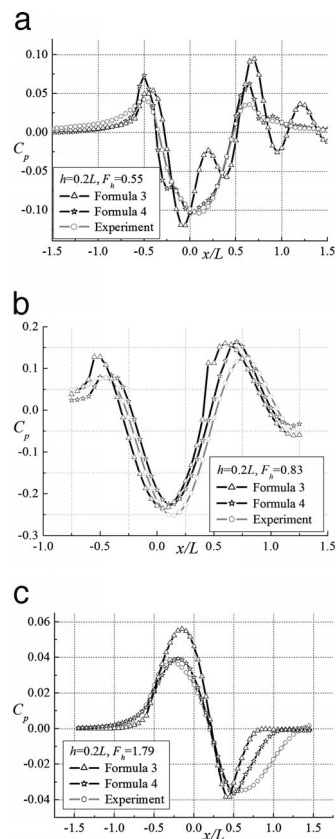 a
0.10
0.05
0.00
C_p
-0.05
-0.10
h=0.2L, F_h=0.55
Formula 3
Formula 4
Experiment
-1.5 -1.0 -0.5 0.0 0.5 1.0 1.5
x/L
b
0.2
0.1
0.0
C_p
-0.1
-0.2
-0.3
h=0.2L, F_h=0.83
Formula 3
Formula 4
Experiment
-1.0 -0.5 0.0 0.5 1.0 1.5
x/L
c
0.06
0.04
0.02
C_p
0.00
-0.02
-0.04
h=0.2L, F_h=1.79
Formula 3
Formula 4
Experiment
-1.5 -1.0 -0.5 0.0 0.5 1.0 1.5
x/L